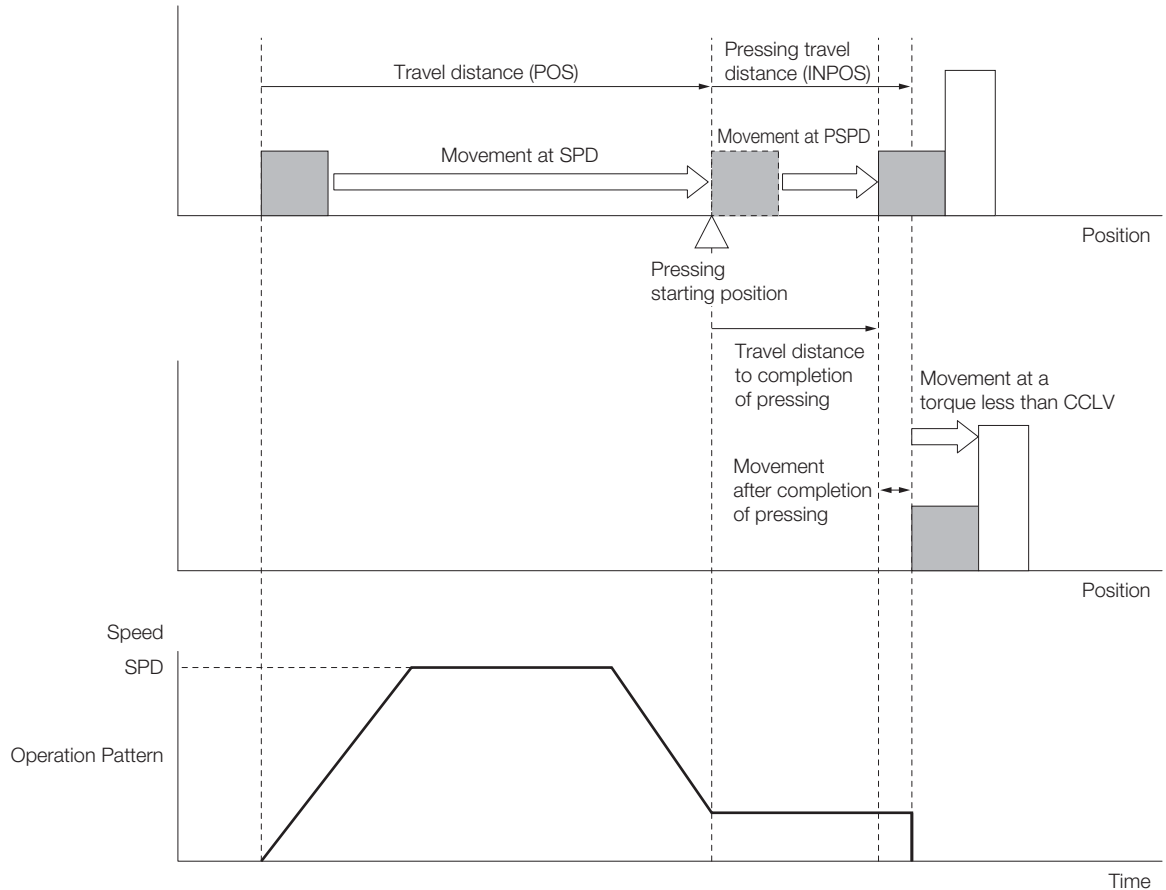 Travel distance (POS)
Pressing travel
distance (INPOS)
Movement at SPD
Movement at PSPD
Position
Pressing
starting position
Travel distance
to completion
of pressing
Movement at a
torque less than CCLV
Movement
after completion
of pressing
Position
Speed
SPD
Operation Pattern
Time